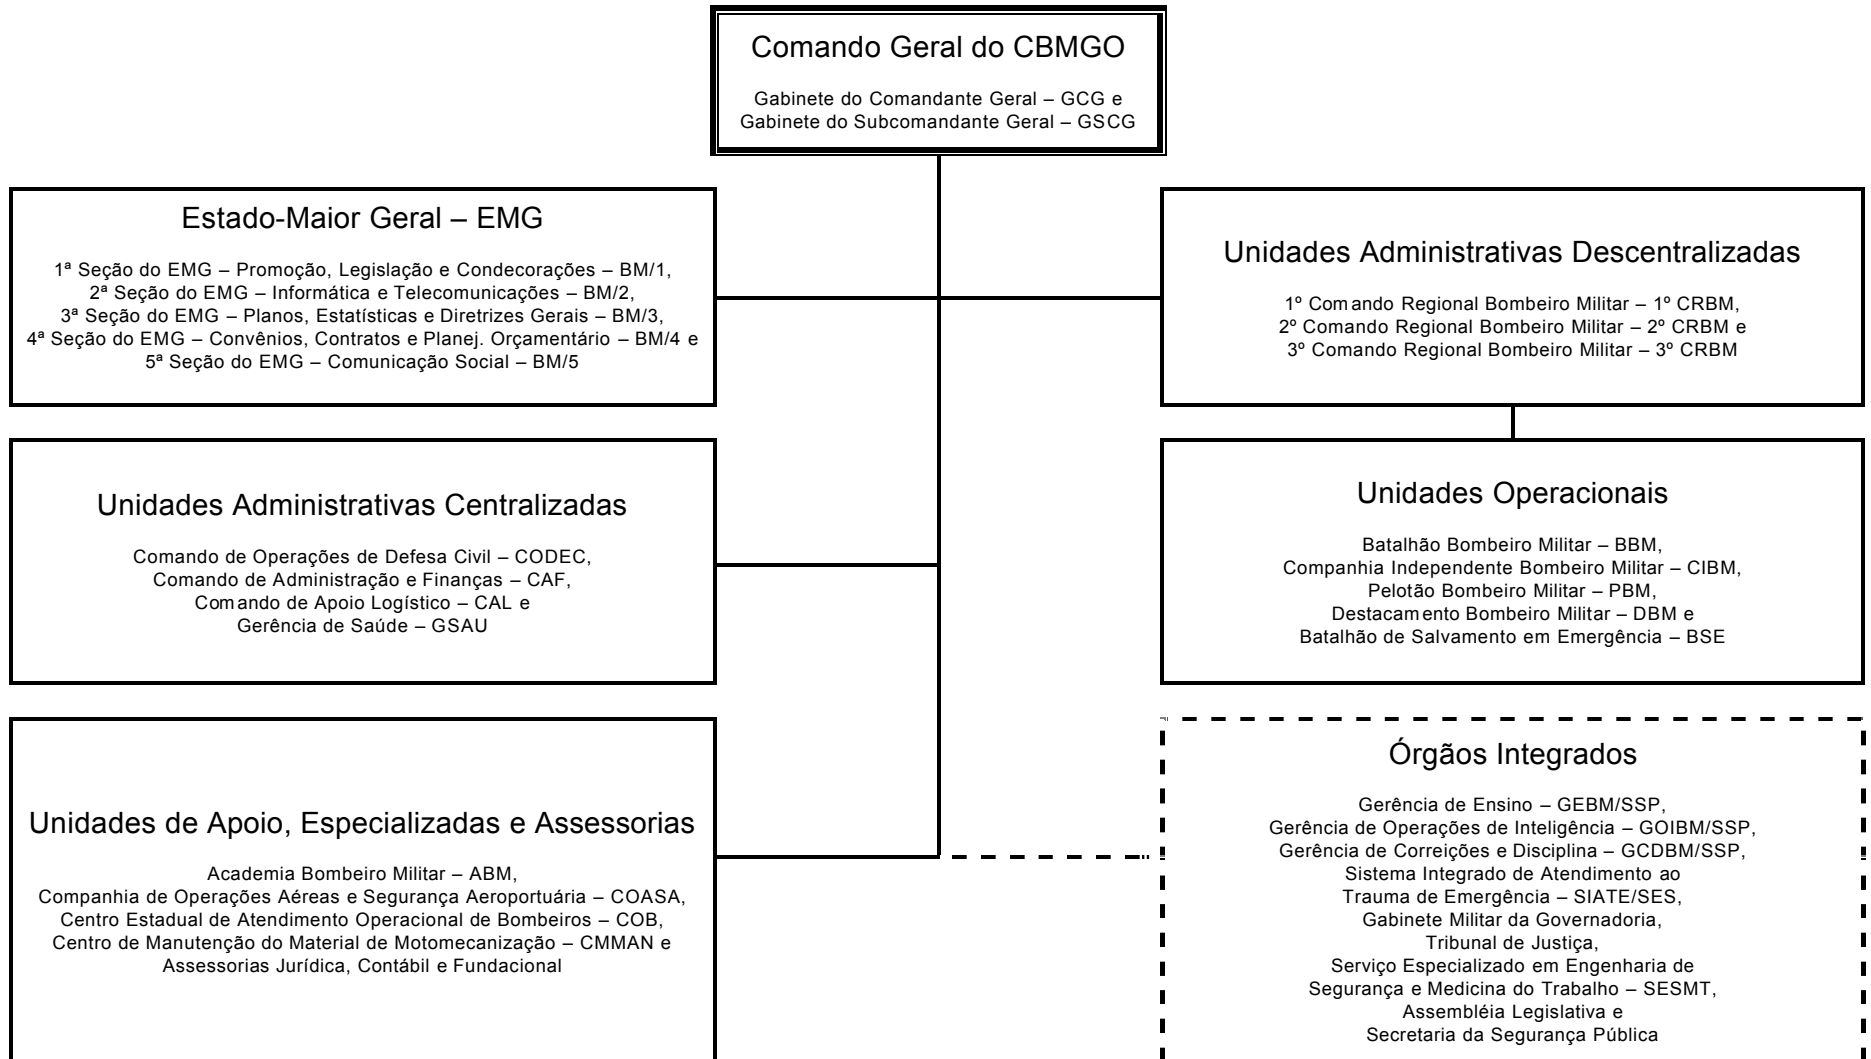 Comando Geral do CBMGO
Gabinete do Comandante Geral – GCG e
Gabinete do Subcomandante Geral – GSCG
Estado-Maior Geral – EMG
1ª Seção do EMG – Promoção, Legislação e Condecorações – BM/1,
2ª Seção do EMG – Informática e Telecomunicações – BM/2,
3ª Seção do EMG – Planos, Estatísticas e Diretrizes Gerais – BM/3,
4ª Seção do EMG – Convênios, Contratos e Planej. Orçamentário – BM/4 e
5ª Seção do EMG – Comunicação Social – BM/5
Unidades Administrativas Descentralizadas
1º Comando Regional Bombeiro Militar – 1º CRBM,
2º Comando Regional Bombeiro Militar – 2º CRBM e
3º Comando Regional Bombeiro Militar – 3º CRBM
Unidades Administrativas Centralizadas
Comando de Operações de Defesa Civil – CODEC,
Comando de Administração e Finanças – CAF,
Comando de Apoio Logístico – CAL e
Gerência de Saúde – GSAU
Unidades Operacionais
Batalhão Bombeiro Militar – BBM,
Companhia Independente Bombeiro Militar – CIBM,
Pelotão Bombeiro Militar – PBM,
Destacamento Bombeiro Militar – DBM e
Batalhão de Salvamento em Emergência – BSE
Unidades de Apoio, Especializadas e Assessorias
Academia Bombeiro Militar – ABM,
Companhia de Operações Aéreas e Segurança Aeroportuária – COASA,
Centro Estadual de Atendimento Operacional de Bombeiros – COB,
Centro de Manutenção do Material de Motomecanização – CMMAN e
Assessorias Jurídica, Contábil e Fundacional
Órgãos Integrados
Gerência de Ensino – GEBM/SSP,
Gerência de Operações de Inteligência – GOIBM/SSP,
Gerência de Correições e Disciplina – GCDBM/SSP,
Sistema Integrado de Atendimento ao
Trauma de Emergência – SIATE/SES,
Gabinete Militar da Governadoria,
Tribunal de Justiça,
Serviço Especializado em Engenharia de
Segurança e Medicina do Trabalho – SESMT,
Assembléia Legislativa e
Secretaria da Segurança Pública